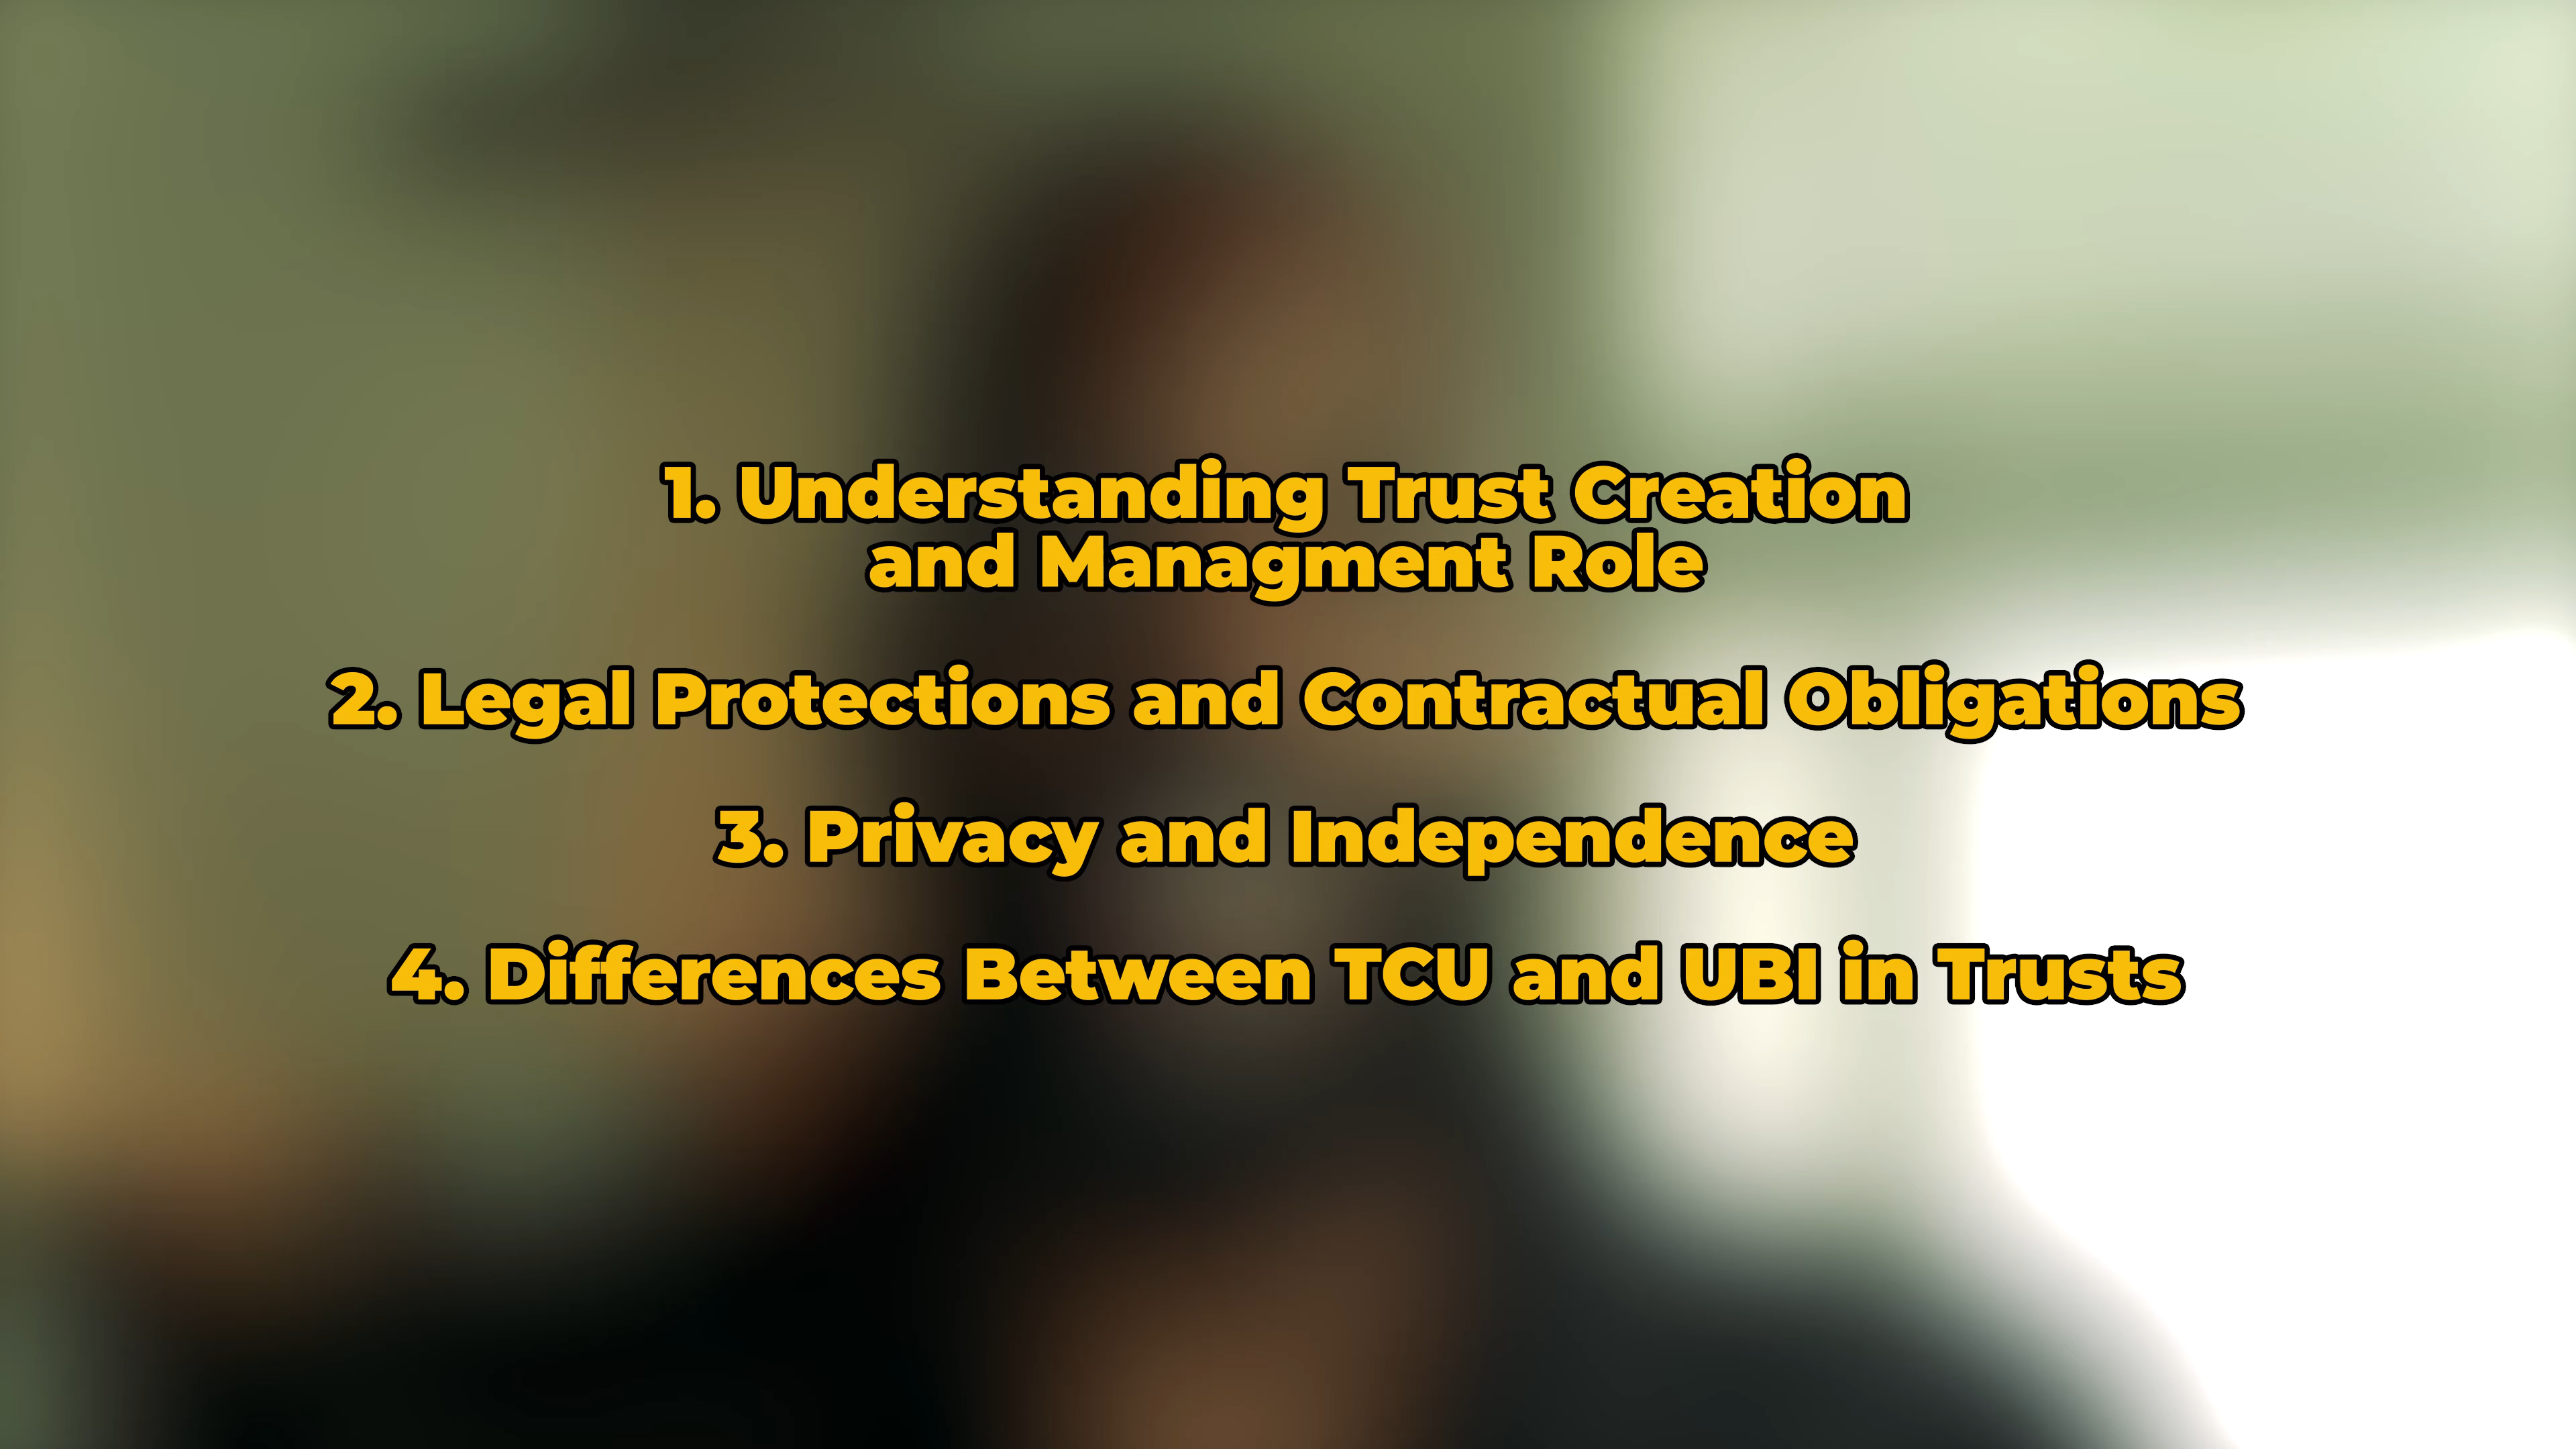 1. Understanding Trust Creation
and Managment Role
2. Legal Protections and Contractual Obligations
3. Privacy and Independence
4. Differences Between TCU and UBI in Trusts